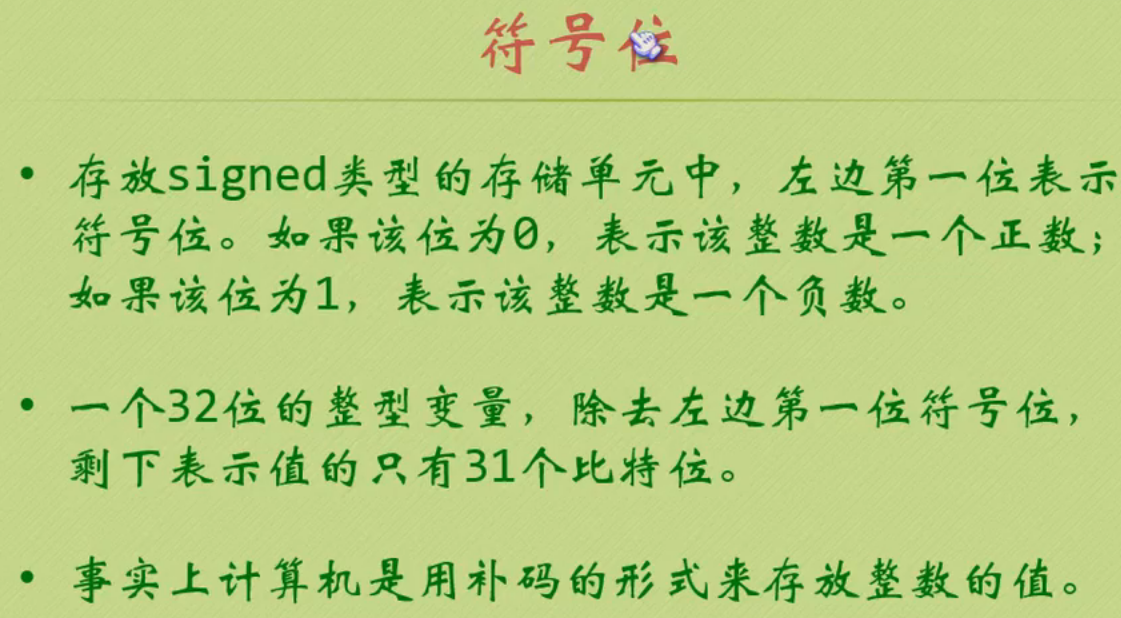 符号位
• 存放signed类型的存储单元中，左边第一位表示
符号位。如果该位为0，表示该整数是一个正数；
如果该位为1，表示该整数是一个负数。
• 一个32位的整型变量，除去左边第一位符号位，
剩下表示值的只有31个比特位。
• 事实上计算机是用补码的形式来存放整数的值。